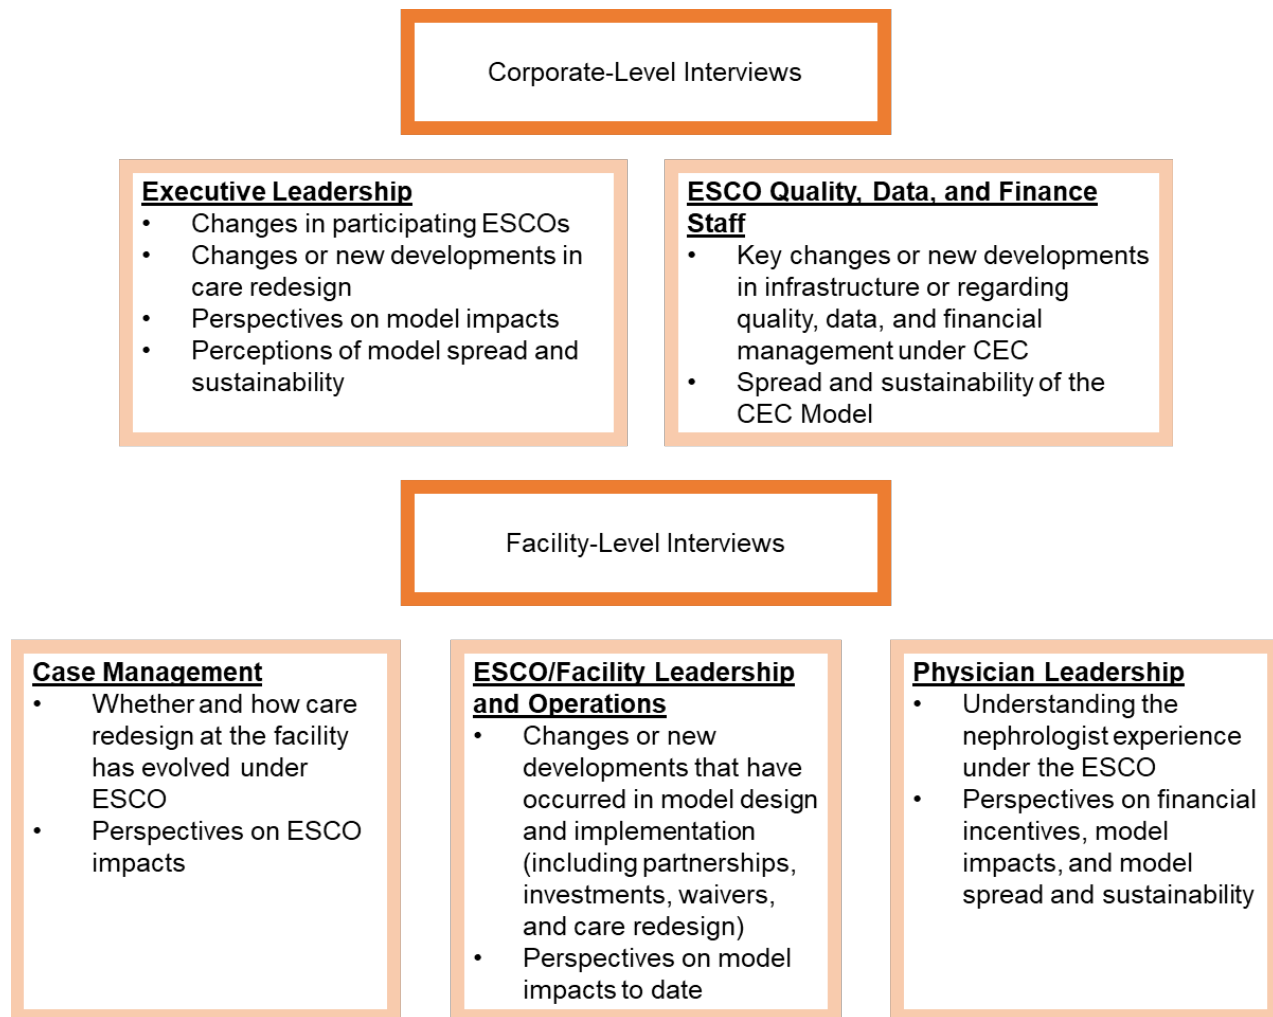 Corporate-Level Interviews
Executive Leadership
• Changes in participating ESCOs
• Changes or new developments in
care redesign
• Perspectives on model impacts
• Perceptions of model spread and
sustainability
ESCO Quality, Data, and Finance
Staff
• Key changes or new developments
in infrastructure or regarding
quality, data, and financial
management under CEC
• Spread and sustainability of the
CEC Model
Facility-Level Interviews
Case Management
• Whether and how care
redesign at the facility
has evolved under
ESCO
• Perspectives on ESCO
impacts
ESCO/Facility Leadership
and Operations
• Changes or new
developments that have
occurred in model design
and implementation
(including partnerships,
investments, waivers,
and care redesign)
• Perspectives on model
impacts to date
Physician Leadership
• Understanding the
nephrologist experience
under the ESCO
• Perspectives on financial
incentives, model
impacts, and model
spread and sustainability